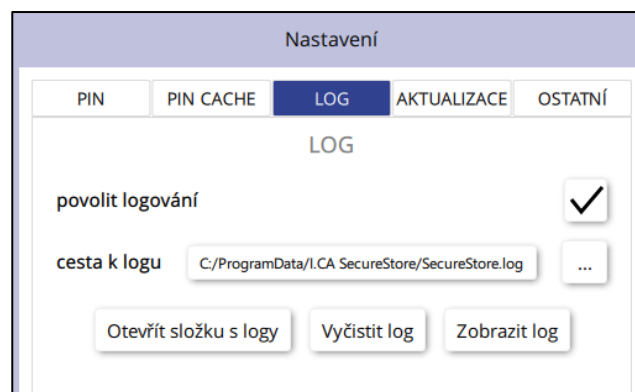 Nastavení
PIN PIN CACHE LOG AKTUALIZACE OSTATNÍ
LOG
povolit logování
cesta k logu C:/ProgramData/I.CA SecureStore/SecureStore.log ...
Otevřít složku s logy Vyčistit log Zobrazit log